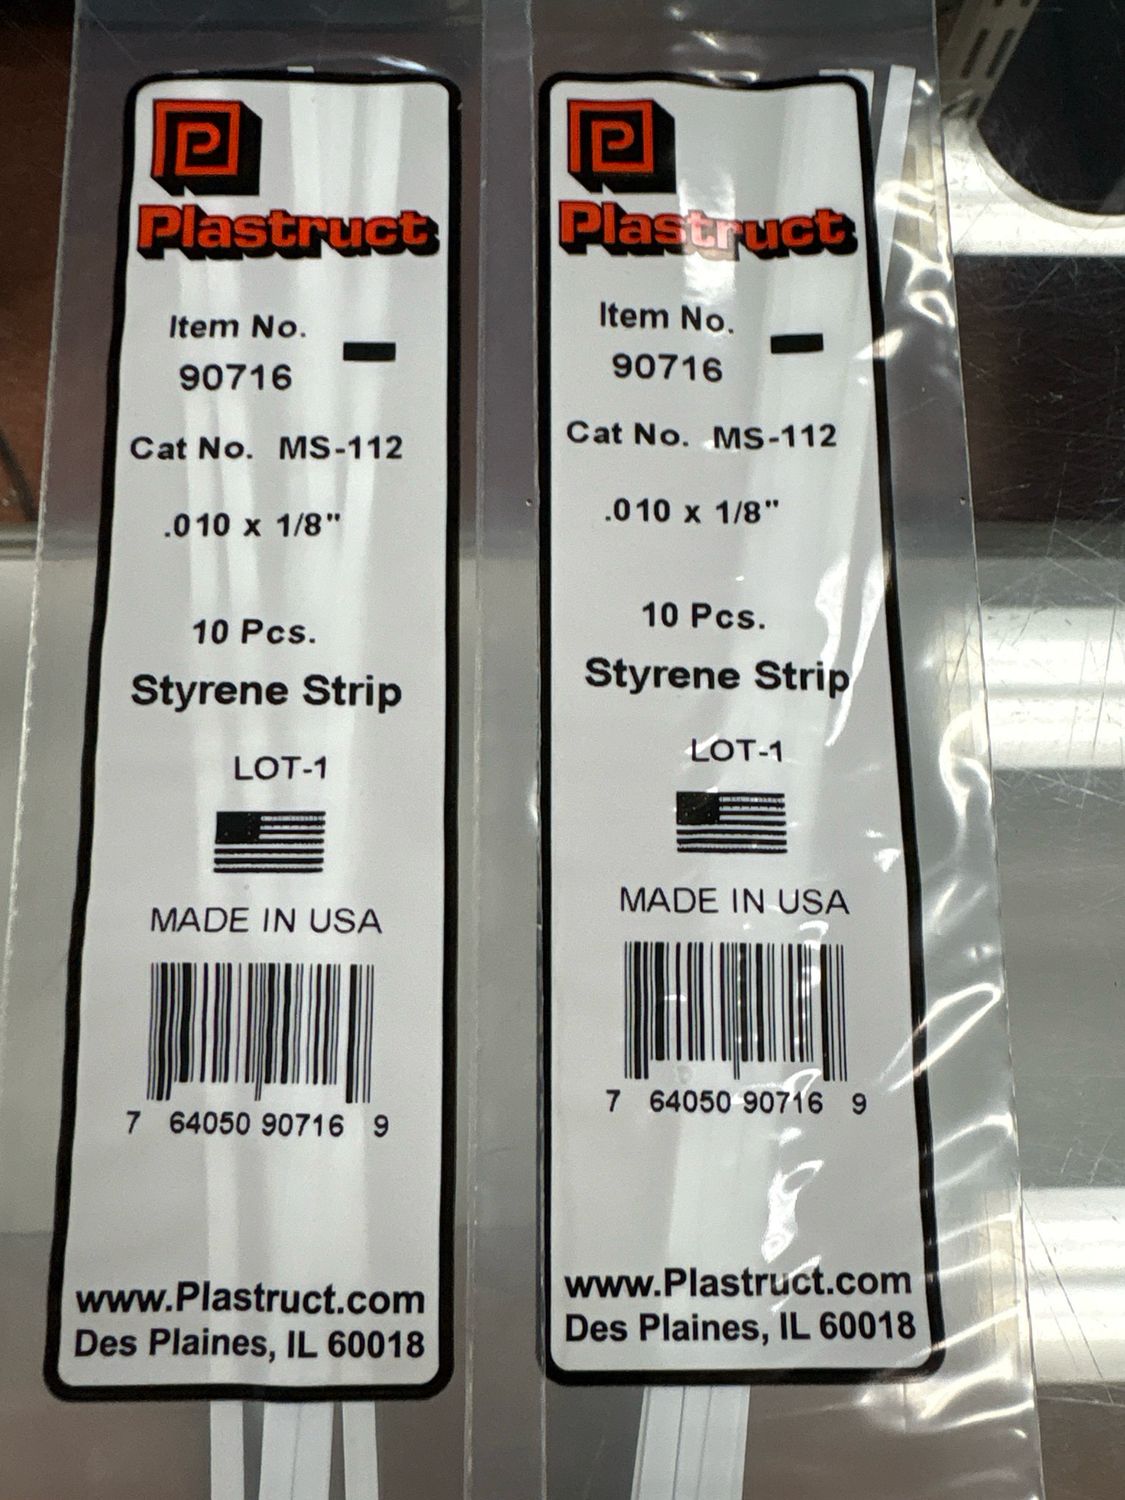 P
Plastruct
Item No.
90716
Cat No. MS-112
.010 x 1/8"
10 Pcs.
Styrene Strip
LOT-1
MADE IN USA
7 64050 90716 9
www.Plastruct.com
Des Plaines, IL 60018
P
Plastruct
Item No.
90716
Cat No. MS-112
.010 x 1/8"
10 Pcs.
Styrene Strip
LOT-1
MADE IN USA
7 64050 90716 9
www.Plastruct.com
Des Plaines, IL 60018